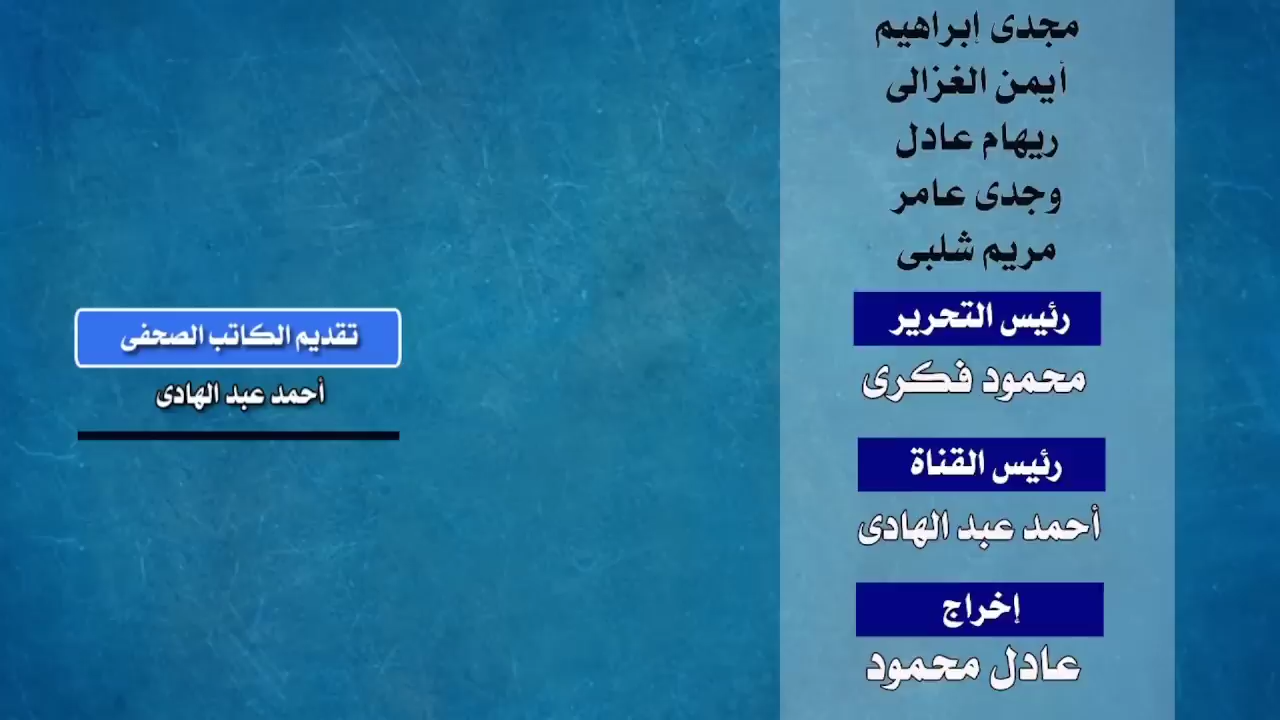 مجدى إبراهيم
أيمن الغزالى
ريهام عادل
وجدى عامر
مريم شلبى
رئيس التحرير
محمود فكرى
رئيس القناة
أحمد عبد الهادى
إخراج
عادل محمود
تقديم الكاتب الصحفى
أحمد عبد الهادى